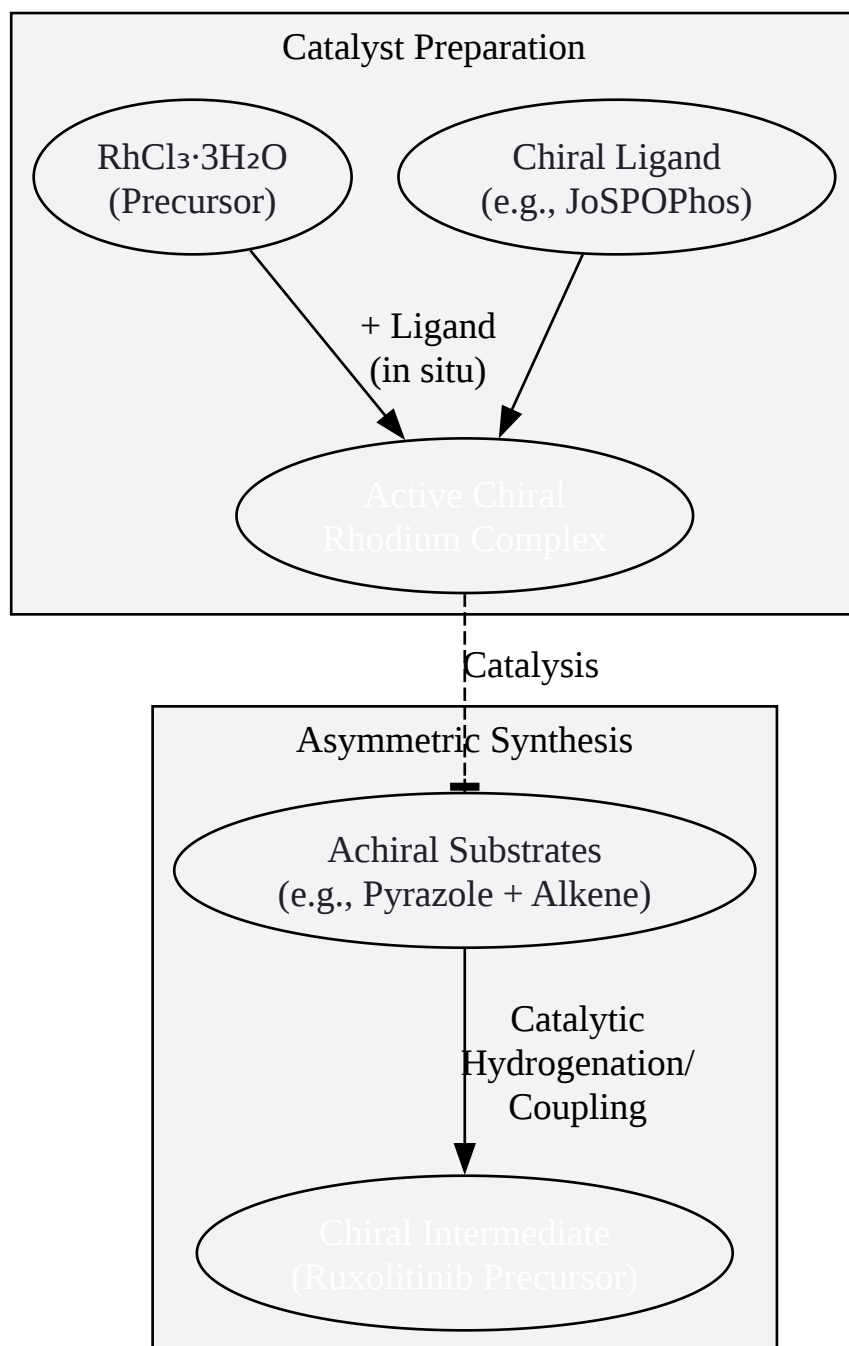 Catalyst Preparation
RhCl₃·3H₂O
(Precursor)
Chiral Ligand
(e.g., JoSPOPhos)
+ Ligand
(in situ)
Active Chiral
Rhodium Complex
Catalysis
Asymmetric Synthesis
Achiral Substrates
(e.g., Pyrazole + Alkene)
Catalytic
Hydrogenation/
Coupling
Chiral Intermediate
(Ruxolitinib Precursor)